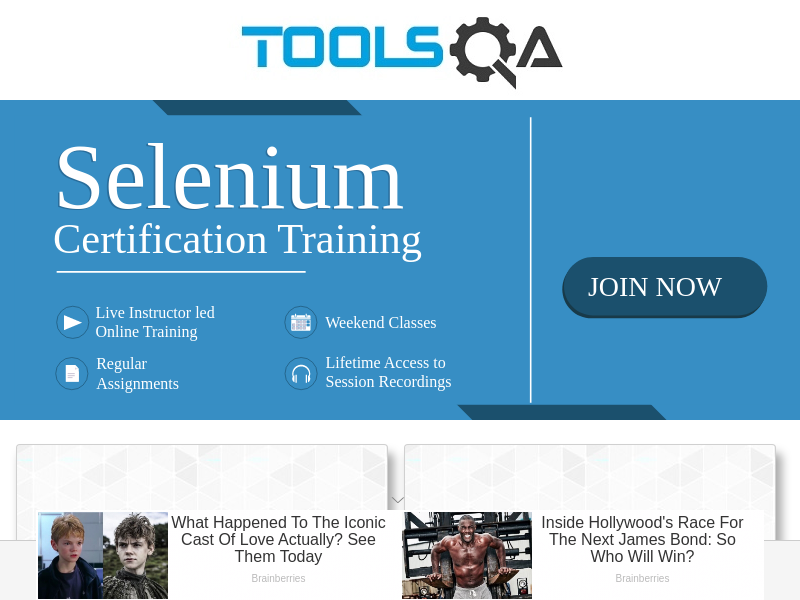 TOOLSQA
Selenium
Certification Training
Live Instructor led
Online Training
Weekend Classes
Regular
Assignments
Lifetime Access to
Session Recordings
JOIN NOW
What Happened To The Iconic
Cast Of Love Actually? See
Them Today
Brainberries
Inside Hollywood's Race For
The Next James Bond: So
Who Will Win?
Brainberries